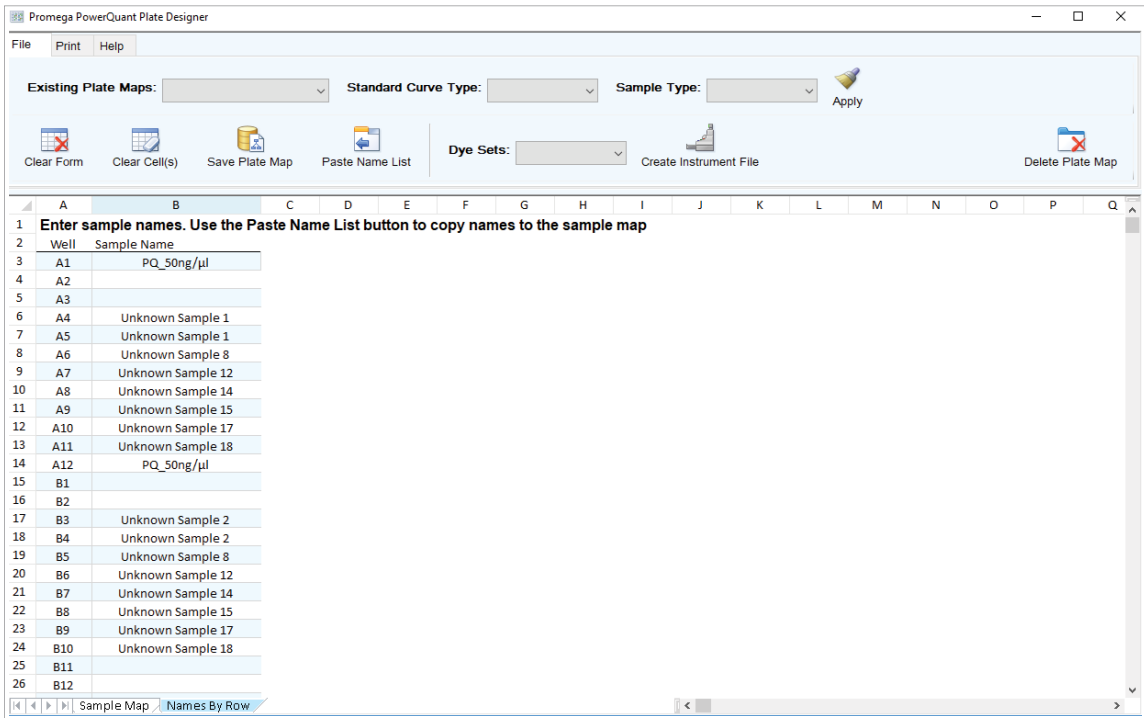 Promega PowerQuant Plate Designer
File Print Help
Existing Plate Maps: Standard Curve Type: Sample Type: Apply
Clear Form Clear Cell(s) Save Plate Map Paste Name List Dye Sets: Create Instrument File Delete Plate Map
A B C D E F G H I J K L M N O P Q
1 Enter sample names. Use the Paste Name List button to copy names to the sample map
2 Well Sample Name
3 A1 PQ_50ng/µl
4 A2
5 A3
6 A4 Unknown Sample 1
7 A5 Unknown Sample 1
8 A6 Unknown Sample 8
9 A7 Unknown Sample 12
10 A8 Unknown Sample 14
11 A9 Unknown Sample 15
12 A10 Unknown Sample 17
13 A11 Unknown Sample 18
14 A12 PQ_50ng/µl
15 B1
16 B2
17 B3 Unknown Sample 2
18 B4 Unknown Sample 2
19 B5 Unknown Sample 8
20 B6 Unknown Sample 12
21 B7 Unknown Sample 14
22 B8 Unknown Sample 15
23 B9 Unknown Sample 17
24 B10 Unknown Sample 18
25 B11
26 B12
Sample Map Names By Row